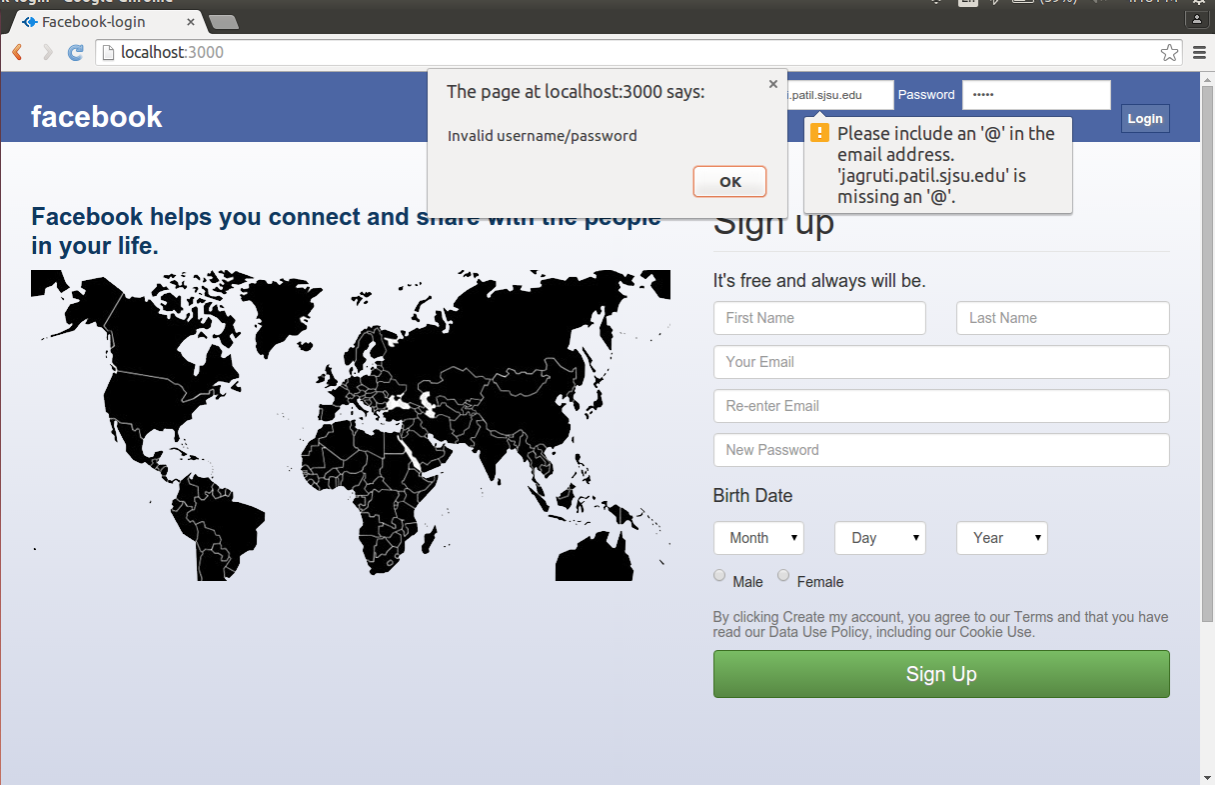 Facebook-login
localhost:3000
The page at localhost:3000 says:
Invalid username/password
OK
facebook
i.patil.sjsu.edu Password •••••
Login
Please include an '@' in the
email address.
'jagruti.patil.sjsu.edu' is
missing an '@'.
Facebook helps you connect and share with the people
in your life.
Sign up
It's free and always will be.
First Name Last Name
Your Email
Re-enter Email
New Password
Birth Date
Month Day Year
Male Female
By clicking Create my account, you agree to our Terms and that you have
read our Data Use Policy, including our Cookie Use.
Sign Up